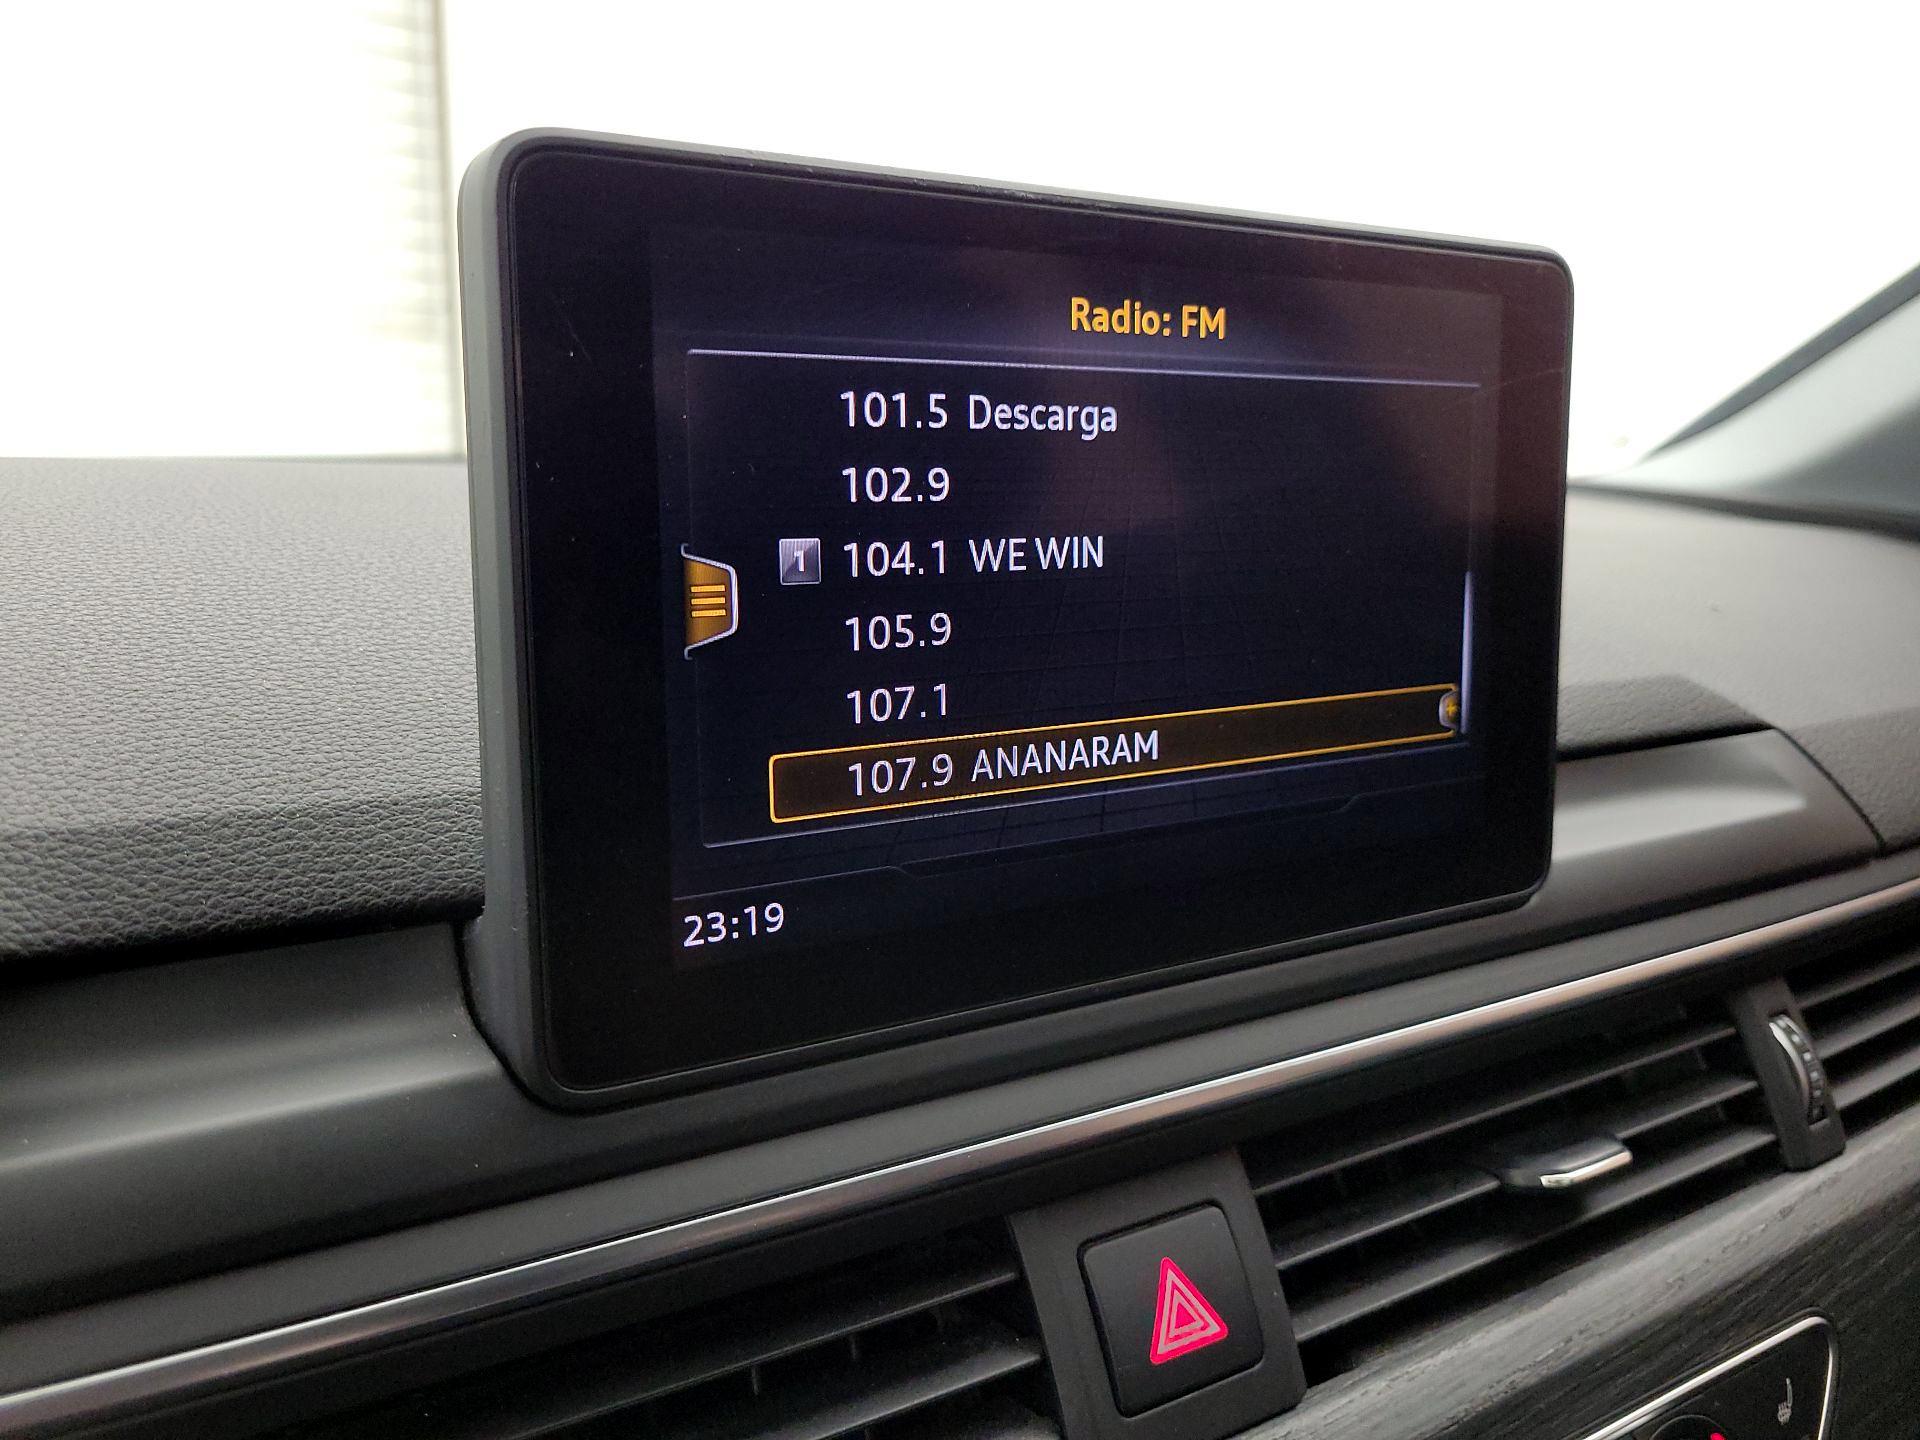 Radio: FM
101.5 Descarga
102.9
1 104.1 WE WIN
105.9
107.1
107.9 ANANARAM
23:19